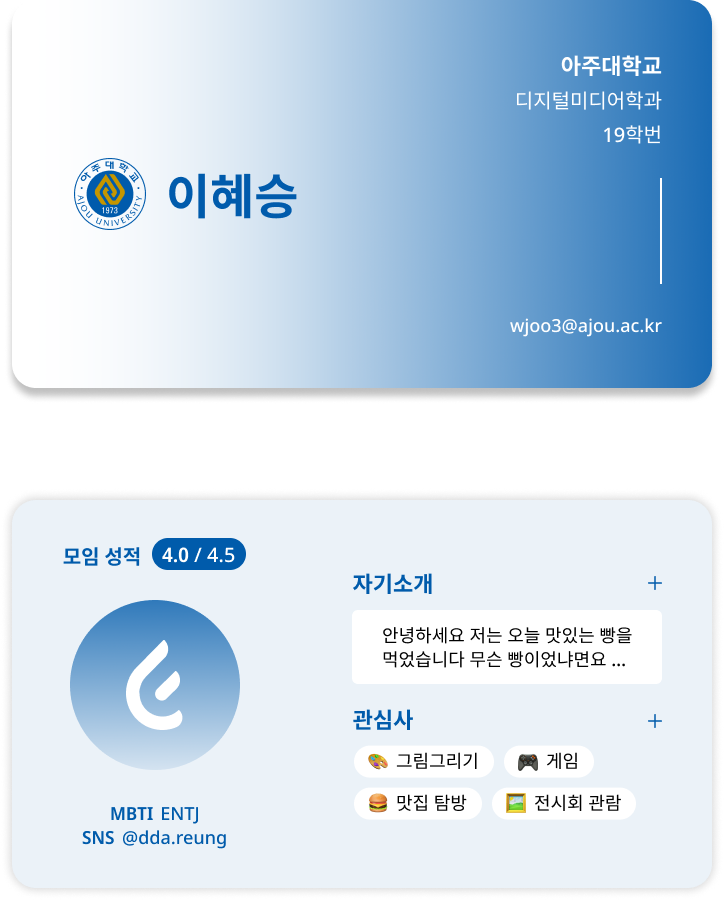 아주대학교
디지털미디어학과
19학번
아주대학교
1973
AJOU UNIVERSITY
이혜승
wjoo3@ajou.ac.kr
모임 성적 4.0 / 4.5
MBTI ENTJ
SNS @dda.reung
자기소개 +
안녕하세요 저는 오늘 맛있는 빵을
먹었습니다 무슨 빵이었냐면요 ...
관심사 +
그림그리기 게임
맛집 탐방 전시회 관람